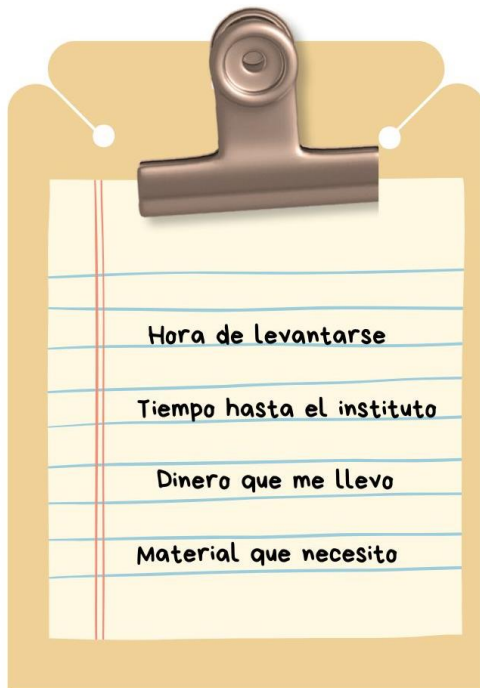 Hora de levantarse
Tiempo hasta el instituto
Dinero que me llevo
Material que necesito